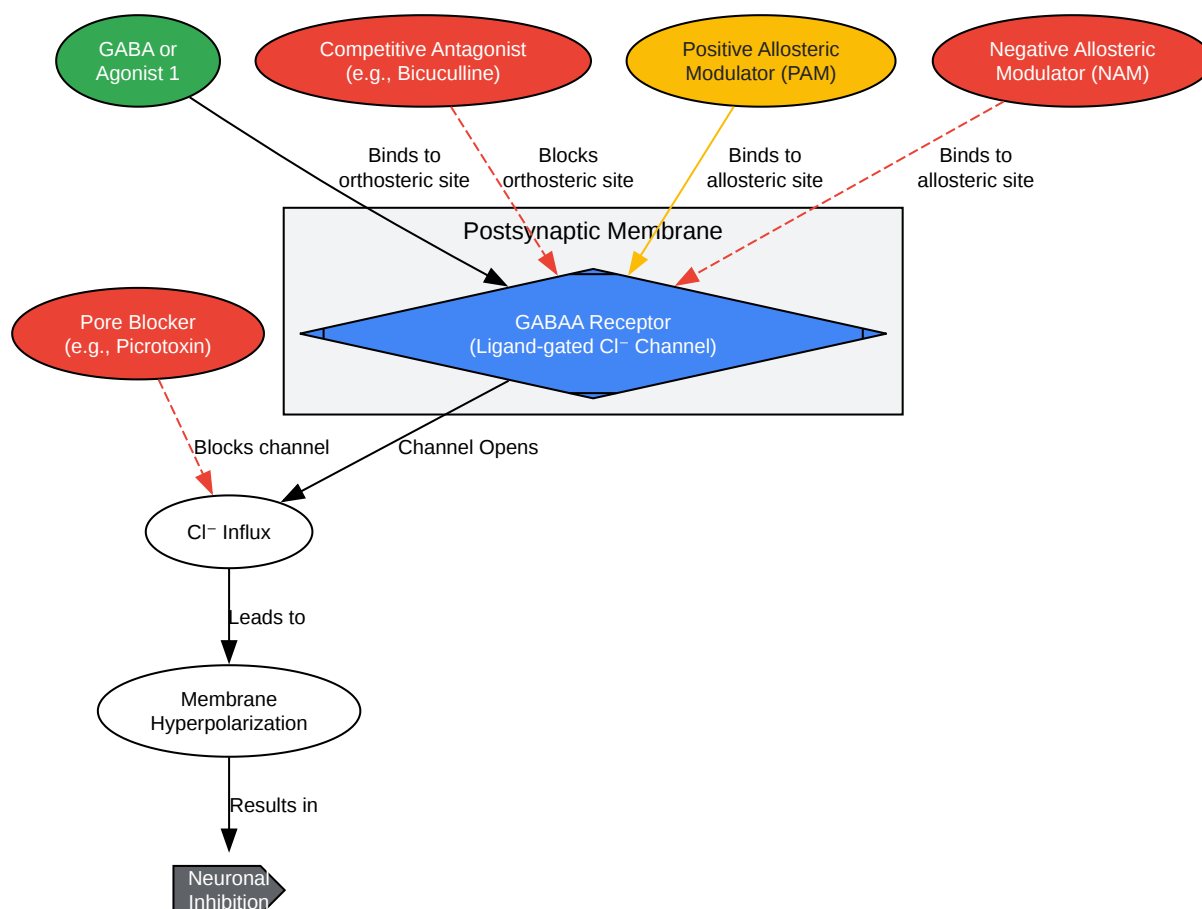 GABA or
Agonist 1
Competitive Antagonist
(e.g., Bicuculline)
Positive Allosteric
Modulator (PAM)
Negative Allosteric
Modulator (NAM)
Binds to
orthosteric site
Blocks
orthosteric site
Binds to
allosteric site
Binds to
allosteric site
Postsynaptic Membrane
Pore Blocker
(e.g., Picrotoxin)
GABAA Receptor
(Ligand-gated Cl⁻ Channel)
Blocks channel
Channel Opens
Cl⁻ Influx
Leads to
Membrane
Hyperpolarization
Results in
Neuronal
Inhibition